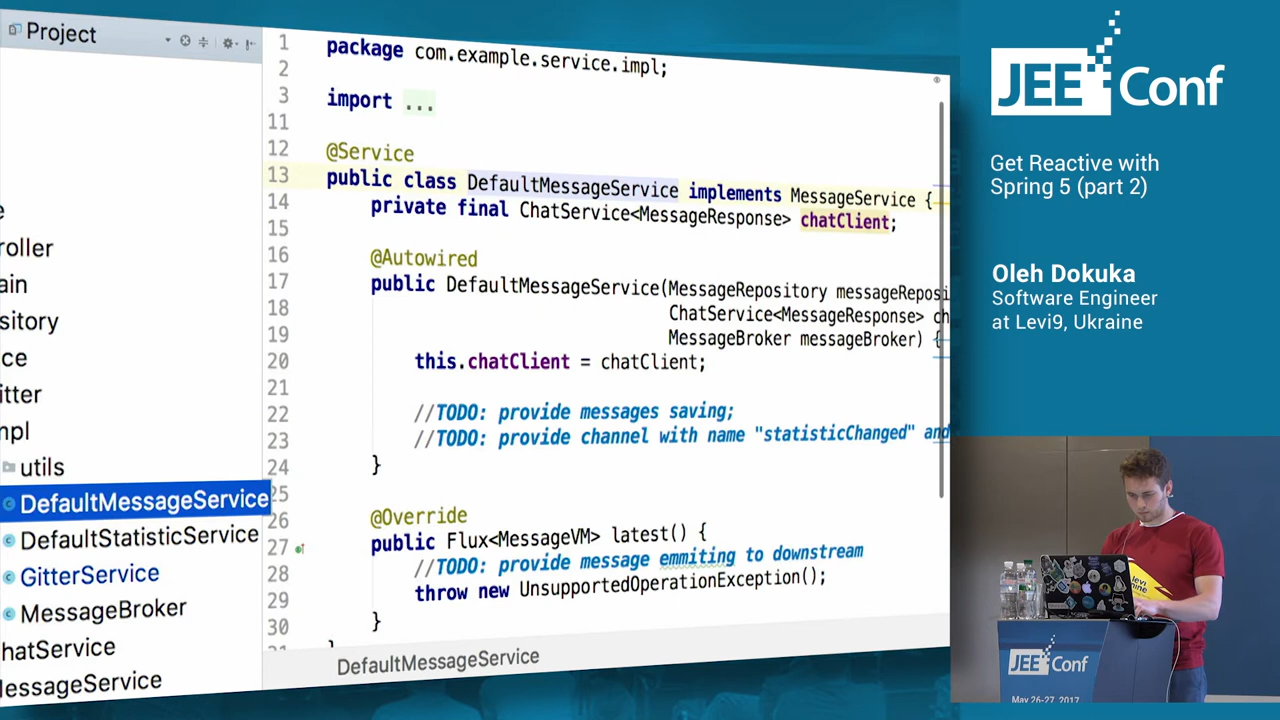 Project
roller
ain
sitory
ce
itter
mpl
utils
DefaultMessageService
DefaultStatisticService
GitterService
MessageBroker
hatService
lessageService
1 package com.example.service.impl;
2
3 import ...
11
12 @Service
13 public class DefaultMessageService implements MessageService {
14 private final ChatService<MessageResponse> chatClient;
15
16 @Autowired
17 public DefaultMessageService(MessageRepository messageReposi
18 ChatService<MessageResponse> ch
19 MessageBroker messageBroker) {
20 this.chatClient = chatClient;
21
22 //TODO: provide messages saving;
23 //TODO: provide channel with name "statisticChanged" and
24 }
25
26 @Override
27 public Flux<MessageVM> latest() {
28 //TODO: provide message emmiting to downstream
29 throw new UnsupportedOperationException();
30 }
DefaultMessageService
JEE Conf
Get Reactive with
Spring 5 (part 2)
Oleh Dokuka
Software Engineer
at Levi9, Ukraine
JEE Conf
May 26-27, 2017